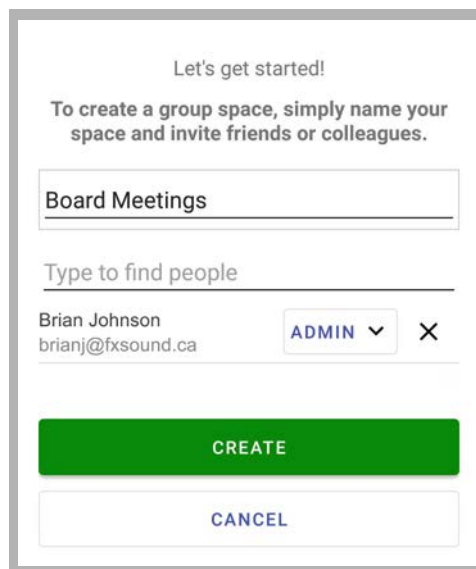 Let's get started!
To create a group space, simply name your
space and invite friends or colleagues.
Board Meetings
Type to find people
Brian Johnson
brianj@fxsound.ca
ADMIN
CREATE
CANCEL